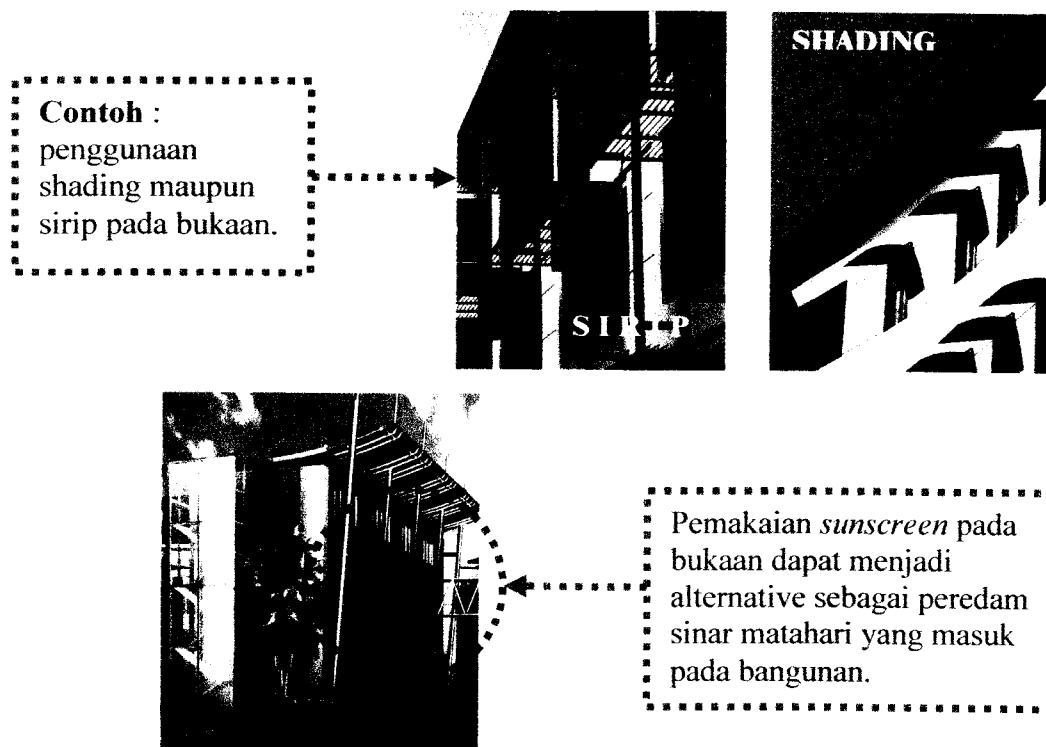 SHADING
Contoh :
penggunaan
shading maupun
sirip pada bukaan.
SIRIP
Pemakaian sunscreen pada
bukaan dapat menjadi
alternative sebagai peredam
sinar matahari yang masuk
pada bangunan.